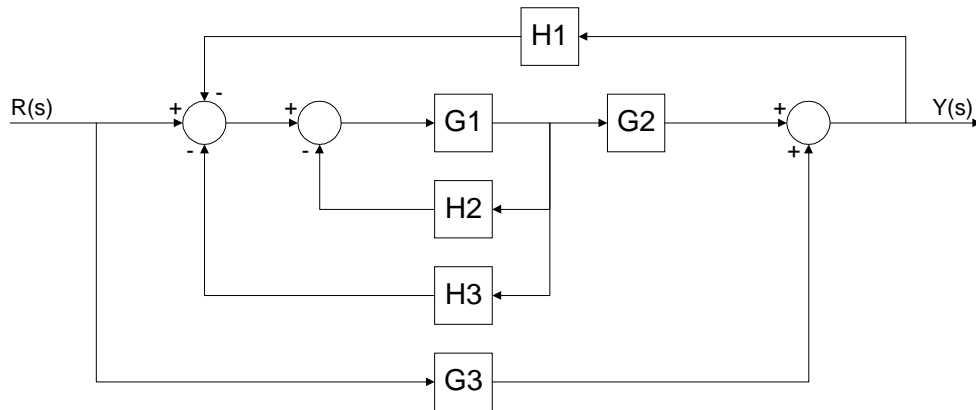 H1
R(s)
+
-
-
+
-
G1
G2
+
+
Y(s)
H2
H3
G3